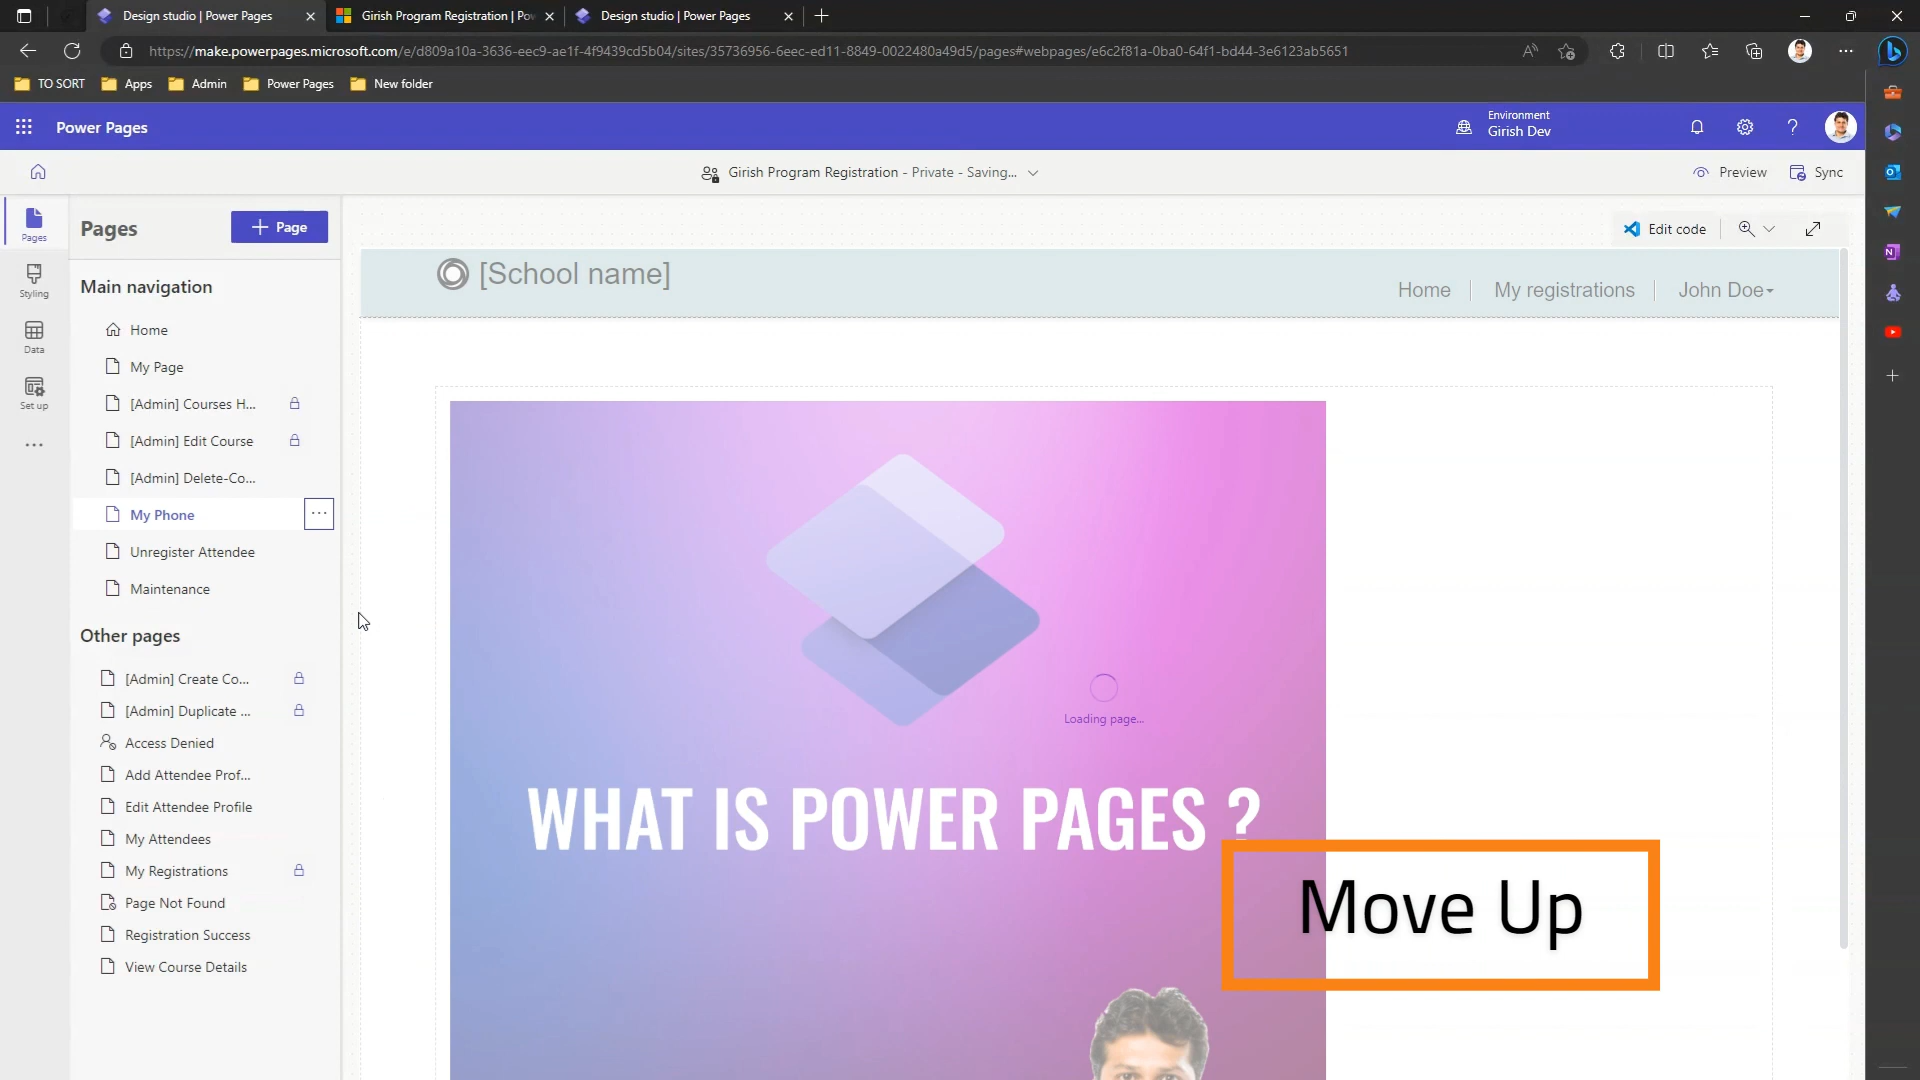 Design studio | Power Pages
Girish Program Registration | Pow
Design studio | Power Pages
https://make.powerpages.microsoft.com/e/d809a10a-3636-eec9-ae1f-4f9439cd5b04/sites/35736956-6eec-ed11-8849-0022480a49d5/pages#webpages/e6c2f81a-0ba0-64f1-bd44-3e6123ab5651
TO SORT
Apps
Admin
Power Pages
New folder
Power Pages
Environment
Girish Dev
Girish Program Registration - Private - Saving...
Preview
Sync
Pages
Styling
Data
Set up
Pages
Page
Main navigation
Home
My Page
[Admin] Courses H...
[Admin] Edit Course
[Admin] Delete-Co...
My Phone
Unregister Attendee
Maintenance
Other pages
[Admin] Create Co...
[Admin] Duplicate ...
Access Denied
Add Attendee Prof...
Edit Attendee Profile
My Attendees
My Registrations
Page Not Found
Registration Success
View Course Details
Edit code
[School name]
Home
My registrations
John Doe
Loading page...
WHAT IS POWER PAGES ?
Move Up